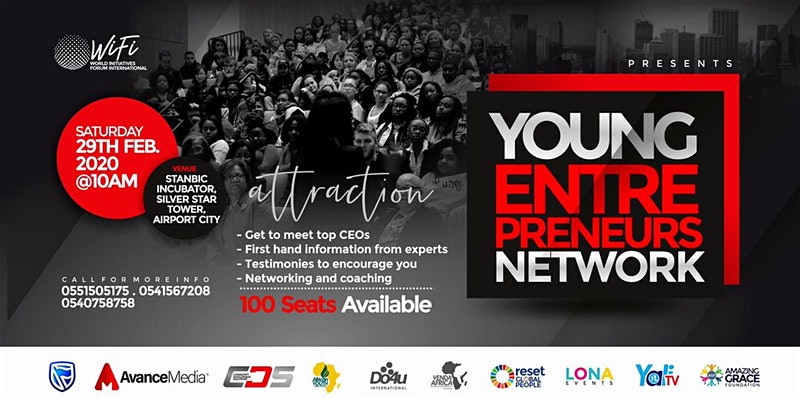 WiFi
WORLD INITIATIVES
FORUM INTERNATIONAL
PRESENTS
YOUNG
ENTRE
PRENEURS
NETWORK
SATURDAY
29TH FEB.
2020
@10AM
VENUE
STANBIC
INCUBATOR,
SILVER STAR
TOWER,
AIRPORT CITY
attraction
- Get to meet top CEOs
- First hand information from experts
- Testimonies to encourage you
- Networking and coaching
100 Seats Available
CALL FOR MORE INFO
0551505175 . 0541567208
0540758758
AvanceMedia
Do4u
INTERNATIONAL
VENDA
AFRICA
reset
GLOBAL
PEOPLE
LONA
EVENTS
Yali
TV
AMAZING
GRACE
FOUNDATION